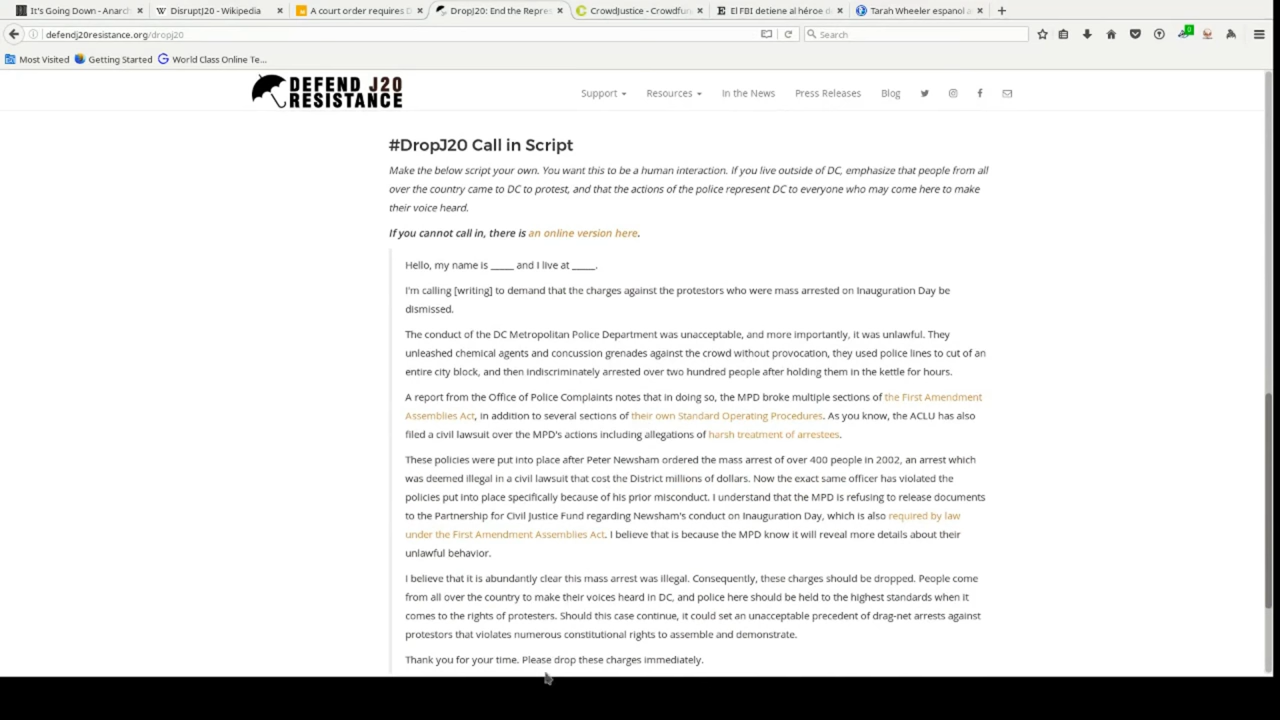 It's Going Down - Anarch
DisruptJ20 - Wikipedia
A court order requires D
DropJ20: End the Repres
CrowdJustice - Crowdfun
El FBI detiene al héroe d
Tarah Wheeler espanol a
defendj20resistance.org/dropj20
Search
0
Most Visited Getting Started World Class Online Te...
DEFEND J20
RESISTANCE
Support Resources In the News Press Releases Blog
#DropJ20 Call in Script
Make the below script your own. You want this to be a human interaction. If you live outside of DC, emphasize that people from all
over the country came to DC to protest, and that the actions of the police represent DC to everyone who may come here to make
their voice heard.
If you cannot call in, there is an online version here.
Hello, my name is _____ and I live at _____.
I'm calling [writing] to demand that the charges against the protestors who were mass arrested on Inauguration Day be
dismissed.
The conduct of the DC Metropolitan Police Department was unacceptable, and more importantly, it was unlawful. They
unleashed chemical agents and concussion grenades against the crowd without provocation, they used police lines to cut of an
entire city block, and then indiscriminately arrested over two hundred people after holding them in the kettle for hours.
A report from the Office of Police Complaints notes that in doing so, the MPD broke multiple sections of the First Amendment
Assemblies Act, in addition to several sections of their own Standard Operating Procedures. As you know, the ACLU has also
filed a civil lawsuit over the MPD's actions including allegations of harsh treatment of arrestees.
These policies were put into place after Peter Newsham ordered the mass arrest of over 400 people in 2002, an arrest which
was deemed illegal in a civil lawsuit that cost the District millions of dollars. Now the exact same officer has violated the
policies put into place specifically because of his prior misconduct. I understand that the MPD is refusing to release documents
to the Partnership for Civil Justice Fund regarding Newsham's conduct on Inauguration Day, which is also required by law
under the First Amendment Assemblies Act. I believe that is because the MPD know it will reveal more details about their
unlawful behavior.
I believe that it is abundantly clear this mass arrest was illegal. Consequently, these charges should be dropped. People come
from all over the country to make their voices heard in DC, and police here should be held to the highest standards when it
comes to the rights of protesters. Should this case continue, it could set an unacceptable precedent of drag-net arrests against
protestors that violates numerous constitutional rights to assemble and demonstrate.
Thank you for your time. Please drop these charges immediately.